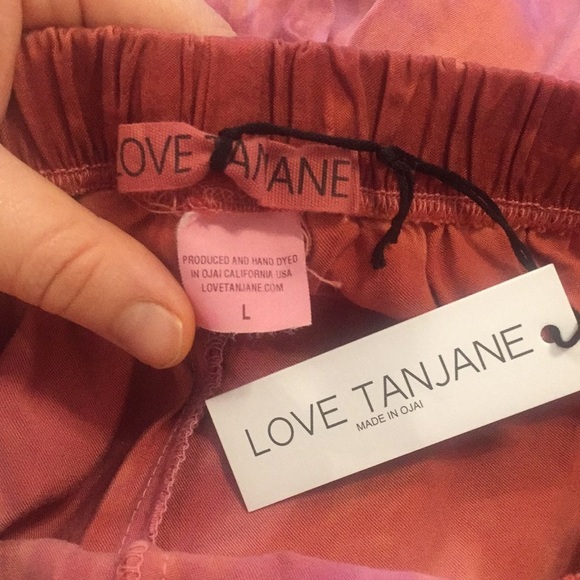 LOVE TANJANE
PRODUCED AND HAND DYED
IN OJAI CALIFORNIA USA
LOVETANJANE.COM
L
LOVE TANJANE
MADE IN OJAI